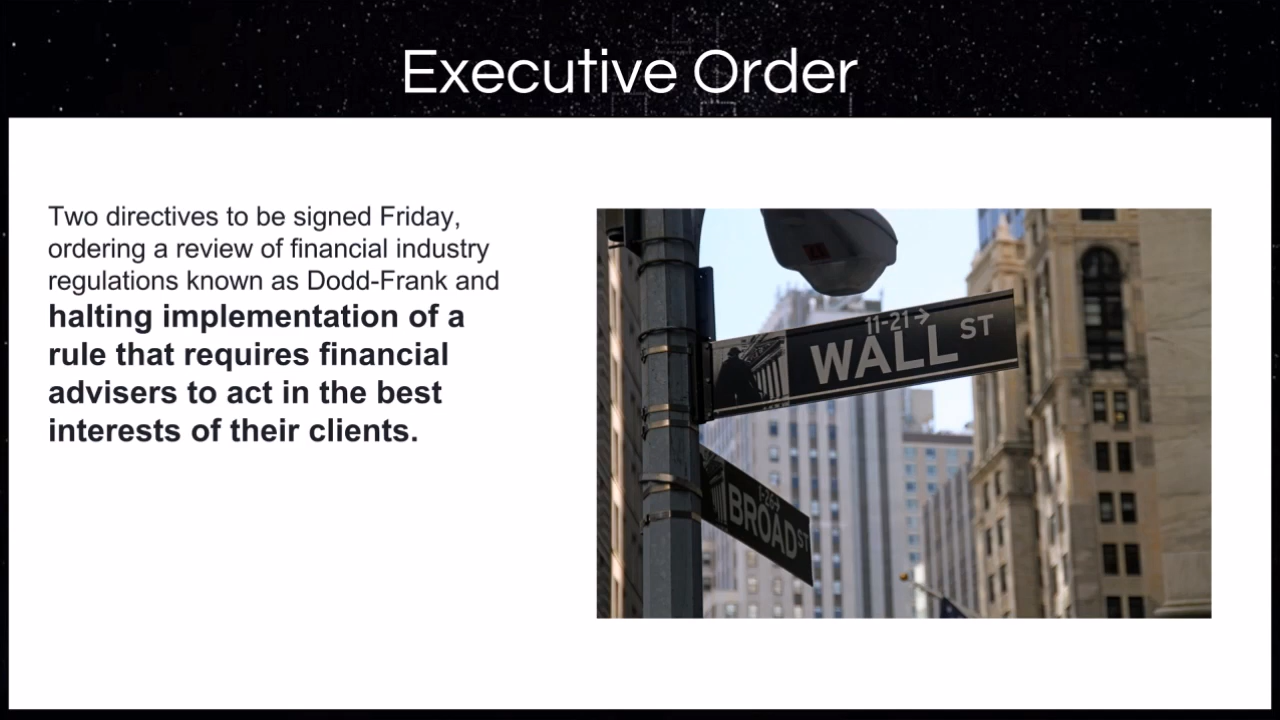 Executive Order
Two directives to be signed Friday,
ordering a review of financial industry
regulations known as Dodd-Frank and
halting implementation of a
rule that requires financial
advisers to act in the best
interests of their clients.
11-21→
WALL ST
BROAD ST